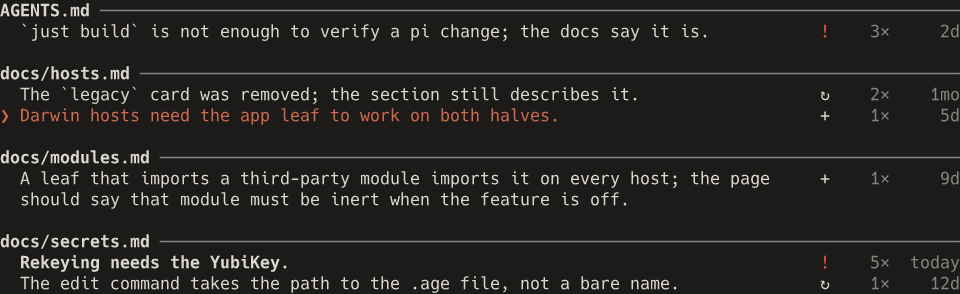 AGENTS.md
`just build` is not enough to verify a pi change; the docs say it is. ! 3× 2d
docs/hosts.md
The `legacy` card was removed; the section still describes it. ↻ 2× 1mo
❯ Darwin hosts need the app leaf to work on both halves. + 1× 5d
docs/modules.md
A leaf that imports a third-party module imports it on every host; the page + 1× 9d
should say that module must be inert when the feature is off.
docs/secrets.md
Rekeying needs the YubiKey. ! 5× today
The edit command takes the path to the .age file, not a bare name. ↻ 1× 12d